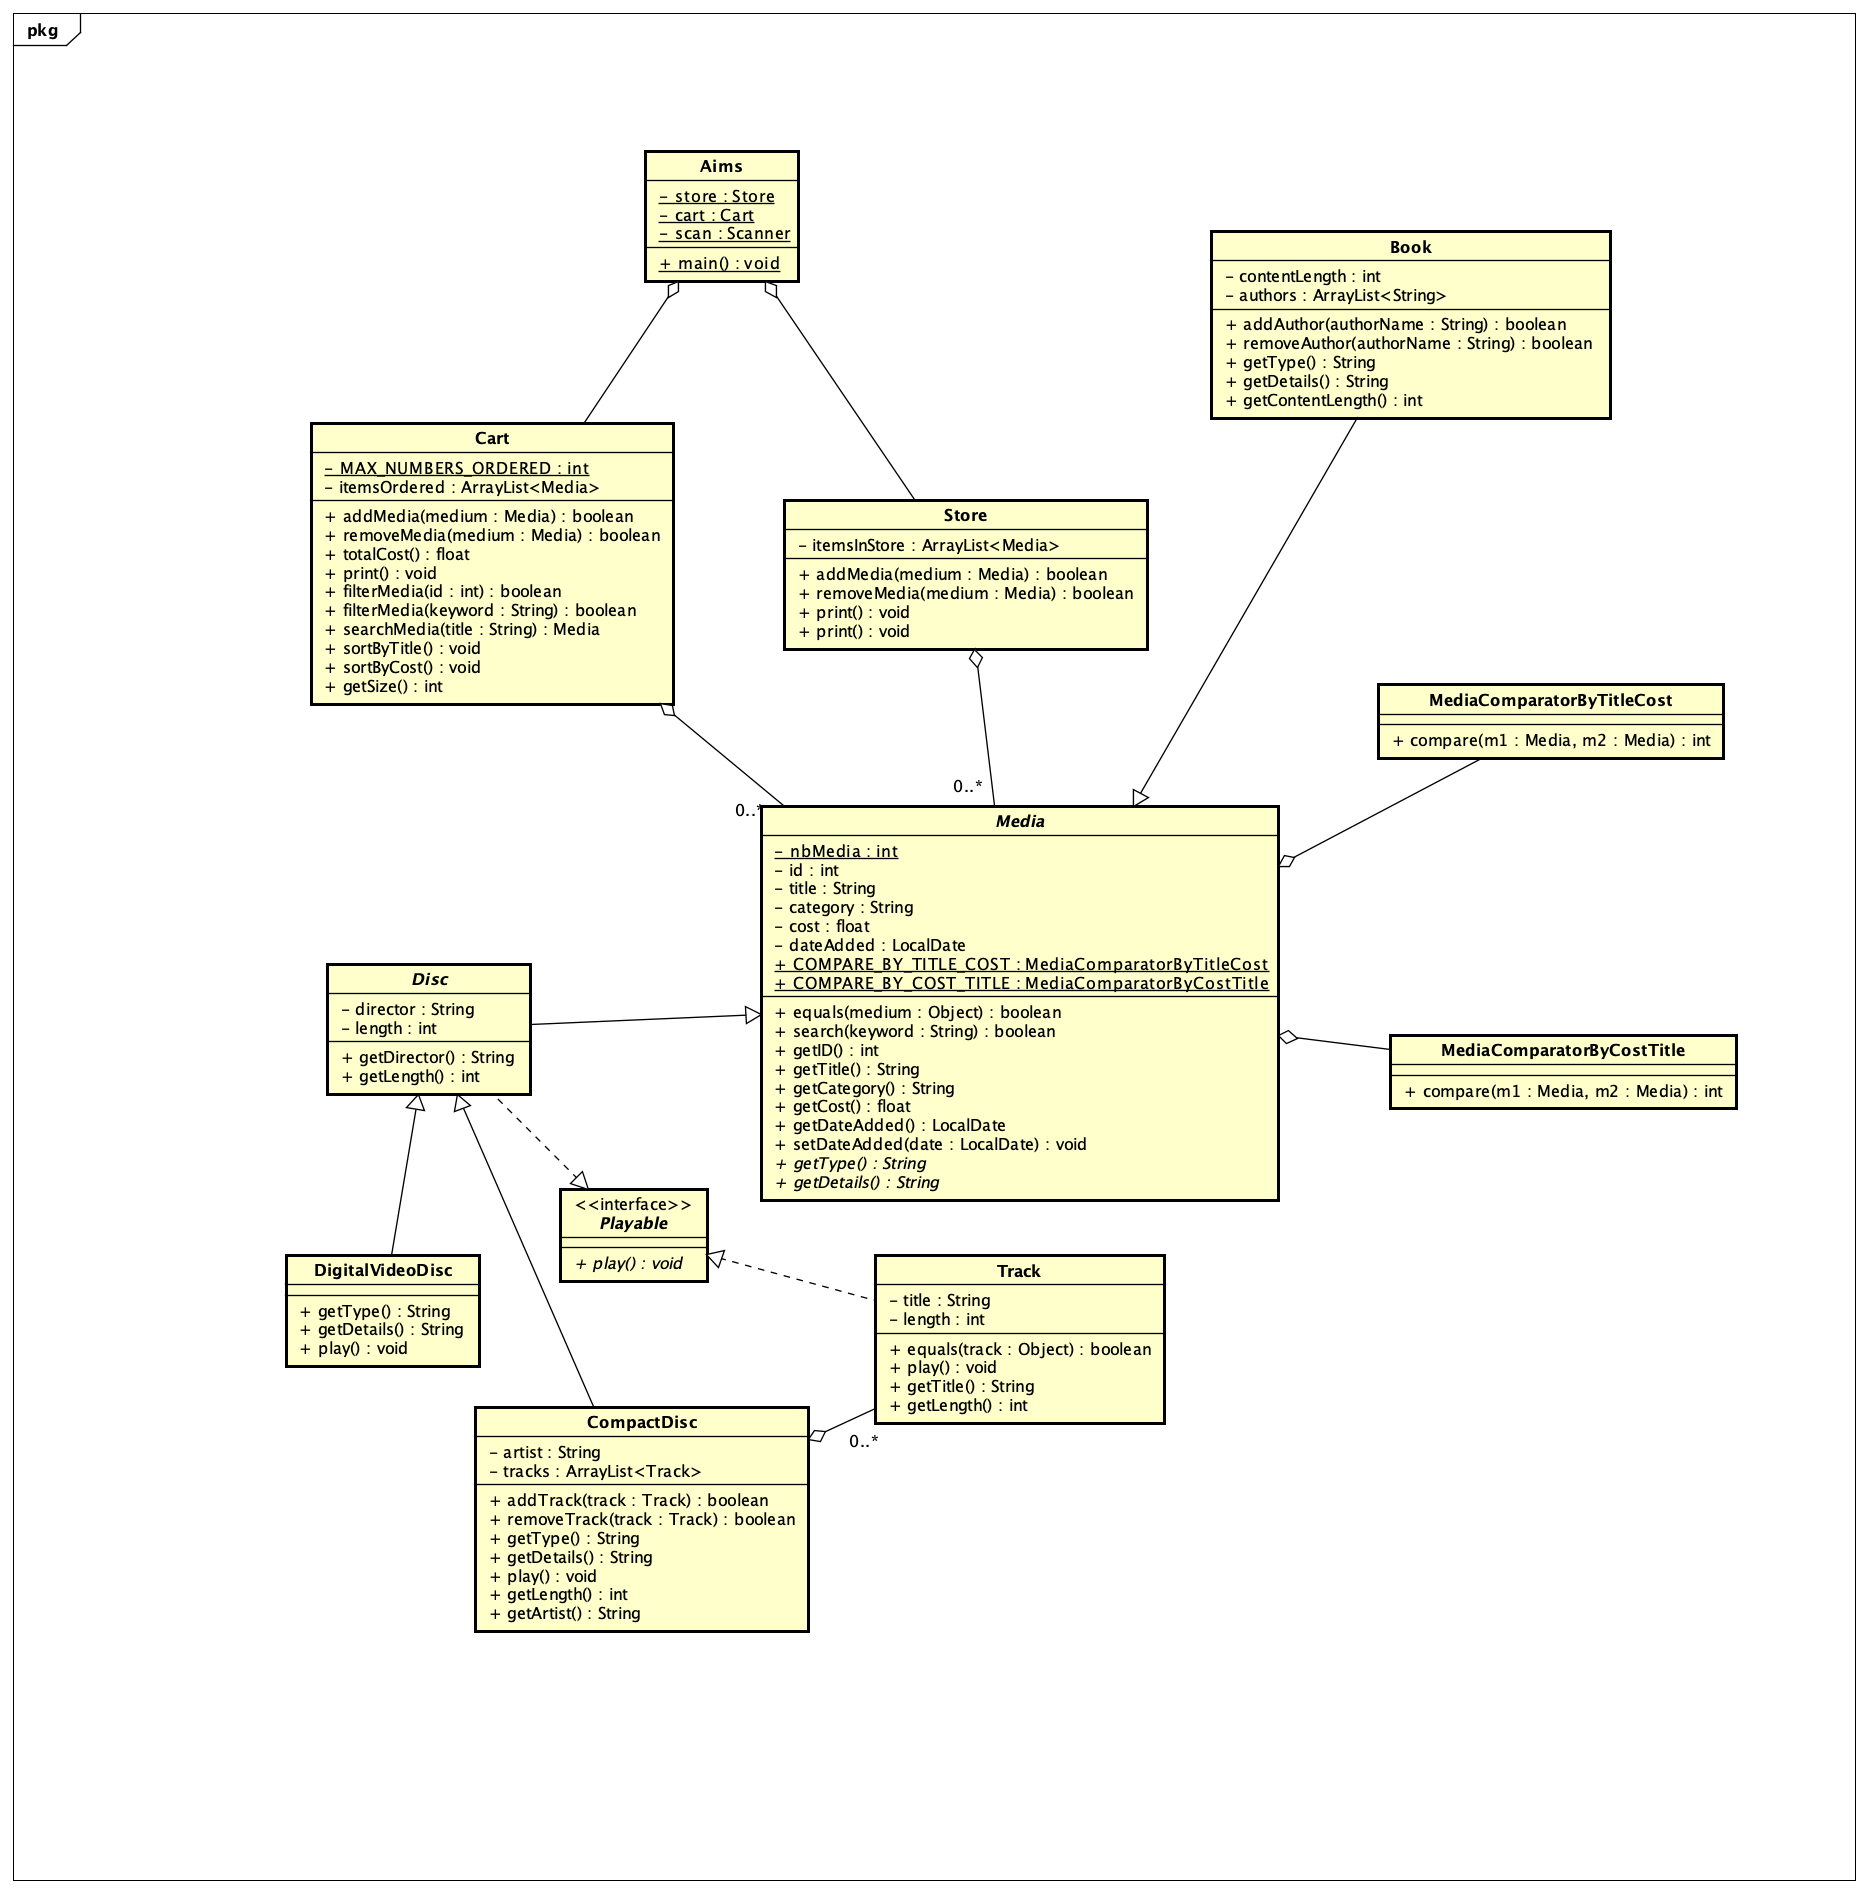 pkg
Aims
- store : Store
- cart : Cart
- scan : Scanner
+ main() : void
Book
- contentLength : int
- authors : ArrayList<String>
+ addAuthor(authorName : String) : boolean
+ removeAuthor(authorName : String) : boolean
+ getType() : String
+ getDetails() : String
+ getContentLength() : int
Cart
- MAX_NUMBERS_ORDERED : int
- itemsOrdered : ArrayList<Media>
+ addMedia(medium : Media) : boolean
+ removeMedia(medium : Media) : boolean
+ totalCost() : float
+ print() : void
+ filterMedia(id : int) : boolean
+ filterMedia(keyword : String) : boolean
+ searchMedia(title : String) : Media
+ sortByTitle() : void
+ sortByCost() : void
+ getSize() : int
Store
- itemsInStore : ArrayList<Media>
+ addMedia(medium : Media) : boolean
+ removeMedia(medium : Media) : boolean
+ print() : void
+ print() : void
MediaComparatorByTitleCost
+ compare(m1 : Media, m2 : Media) : int
0..*
0..*
Media
- nbMedia : int
- id : int
- title : String
- category : String
- cost : float
- dateAdded : LocalDate
+ COMPARE_BY_TITLE_COST : MediaComparatorByTitleCost
+ COMPARE_BY_COST_TITLE : MediaComparatorByCostTitle
+ equals(medium : Object) : boolean
+ search(keyword : String) : boolean
+ getID() : int
+ getTitle() : String
+ getCategory() : String
+ getCost() : float
+ getDateAdded() : LocalDate
+ setDateAdded(date : LocalDate) : void
+ getType() : String
+ getDetails() : String
Disc
- director : String
- length : int
+ getDirector() : String
+ getLength() : int
MediaComparatorByCostTitle
+ compare(m1 : Media, m2 : Media) : int
<<interface>>
Playable
+ play() : void
DigitalVideoDisc
+ getType() : String
+ getDetails() : String
+ play() : void
Track
- title : String
- length : int
+ equals(track : Object) : boolean
+ play() : void
+ getTitle() : String
+ getLength() : int
0..*
CompactDisc
- artist : String
- tracks : ArrayList<Track>
+ addTrack(track : Track) : boolean
+ removeTrack(track : Track) : boolean
+ getType() : String
+ getDetails() : String
+ play() : void
+ getLength() : int
+ getArtist() : String